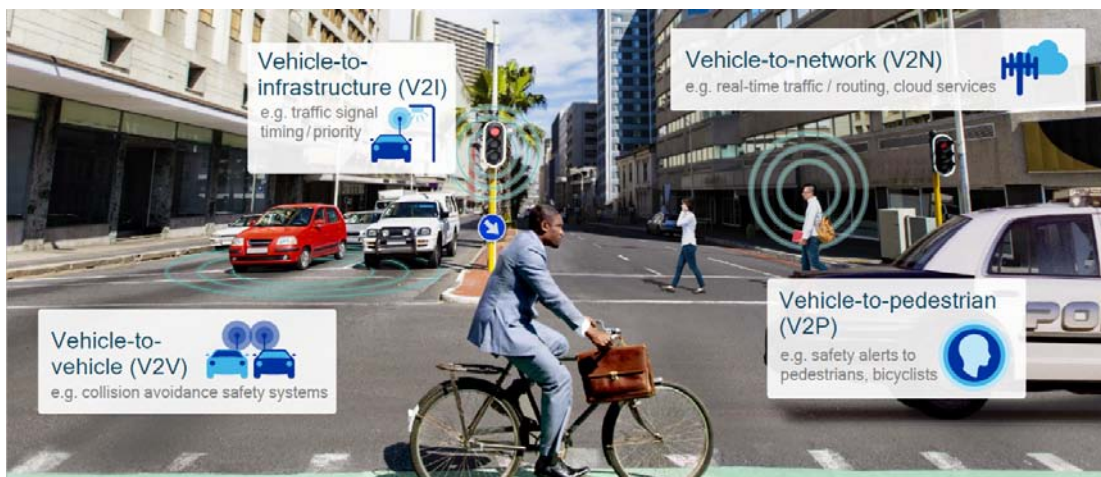 Vehicle-to-
infrastructure (V2I)
e.g. traffic signal
timing / priority
Vehicle-to-network (V2N)
e.g. real-time traffic / routing, cloud services
Vehicle-to-
vehicle (V2V)
e.g. collision avoidance safety systems
Vehicle-to-pedestrian
(V2P)
e.g. safety alerts to
pedestrians, bicyclists
PO